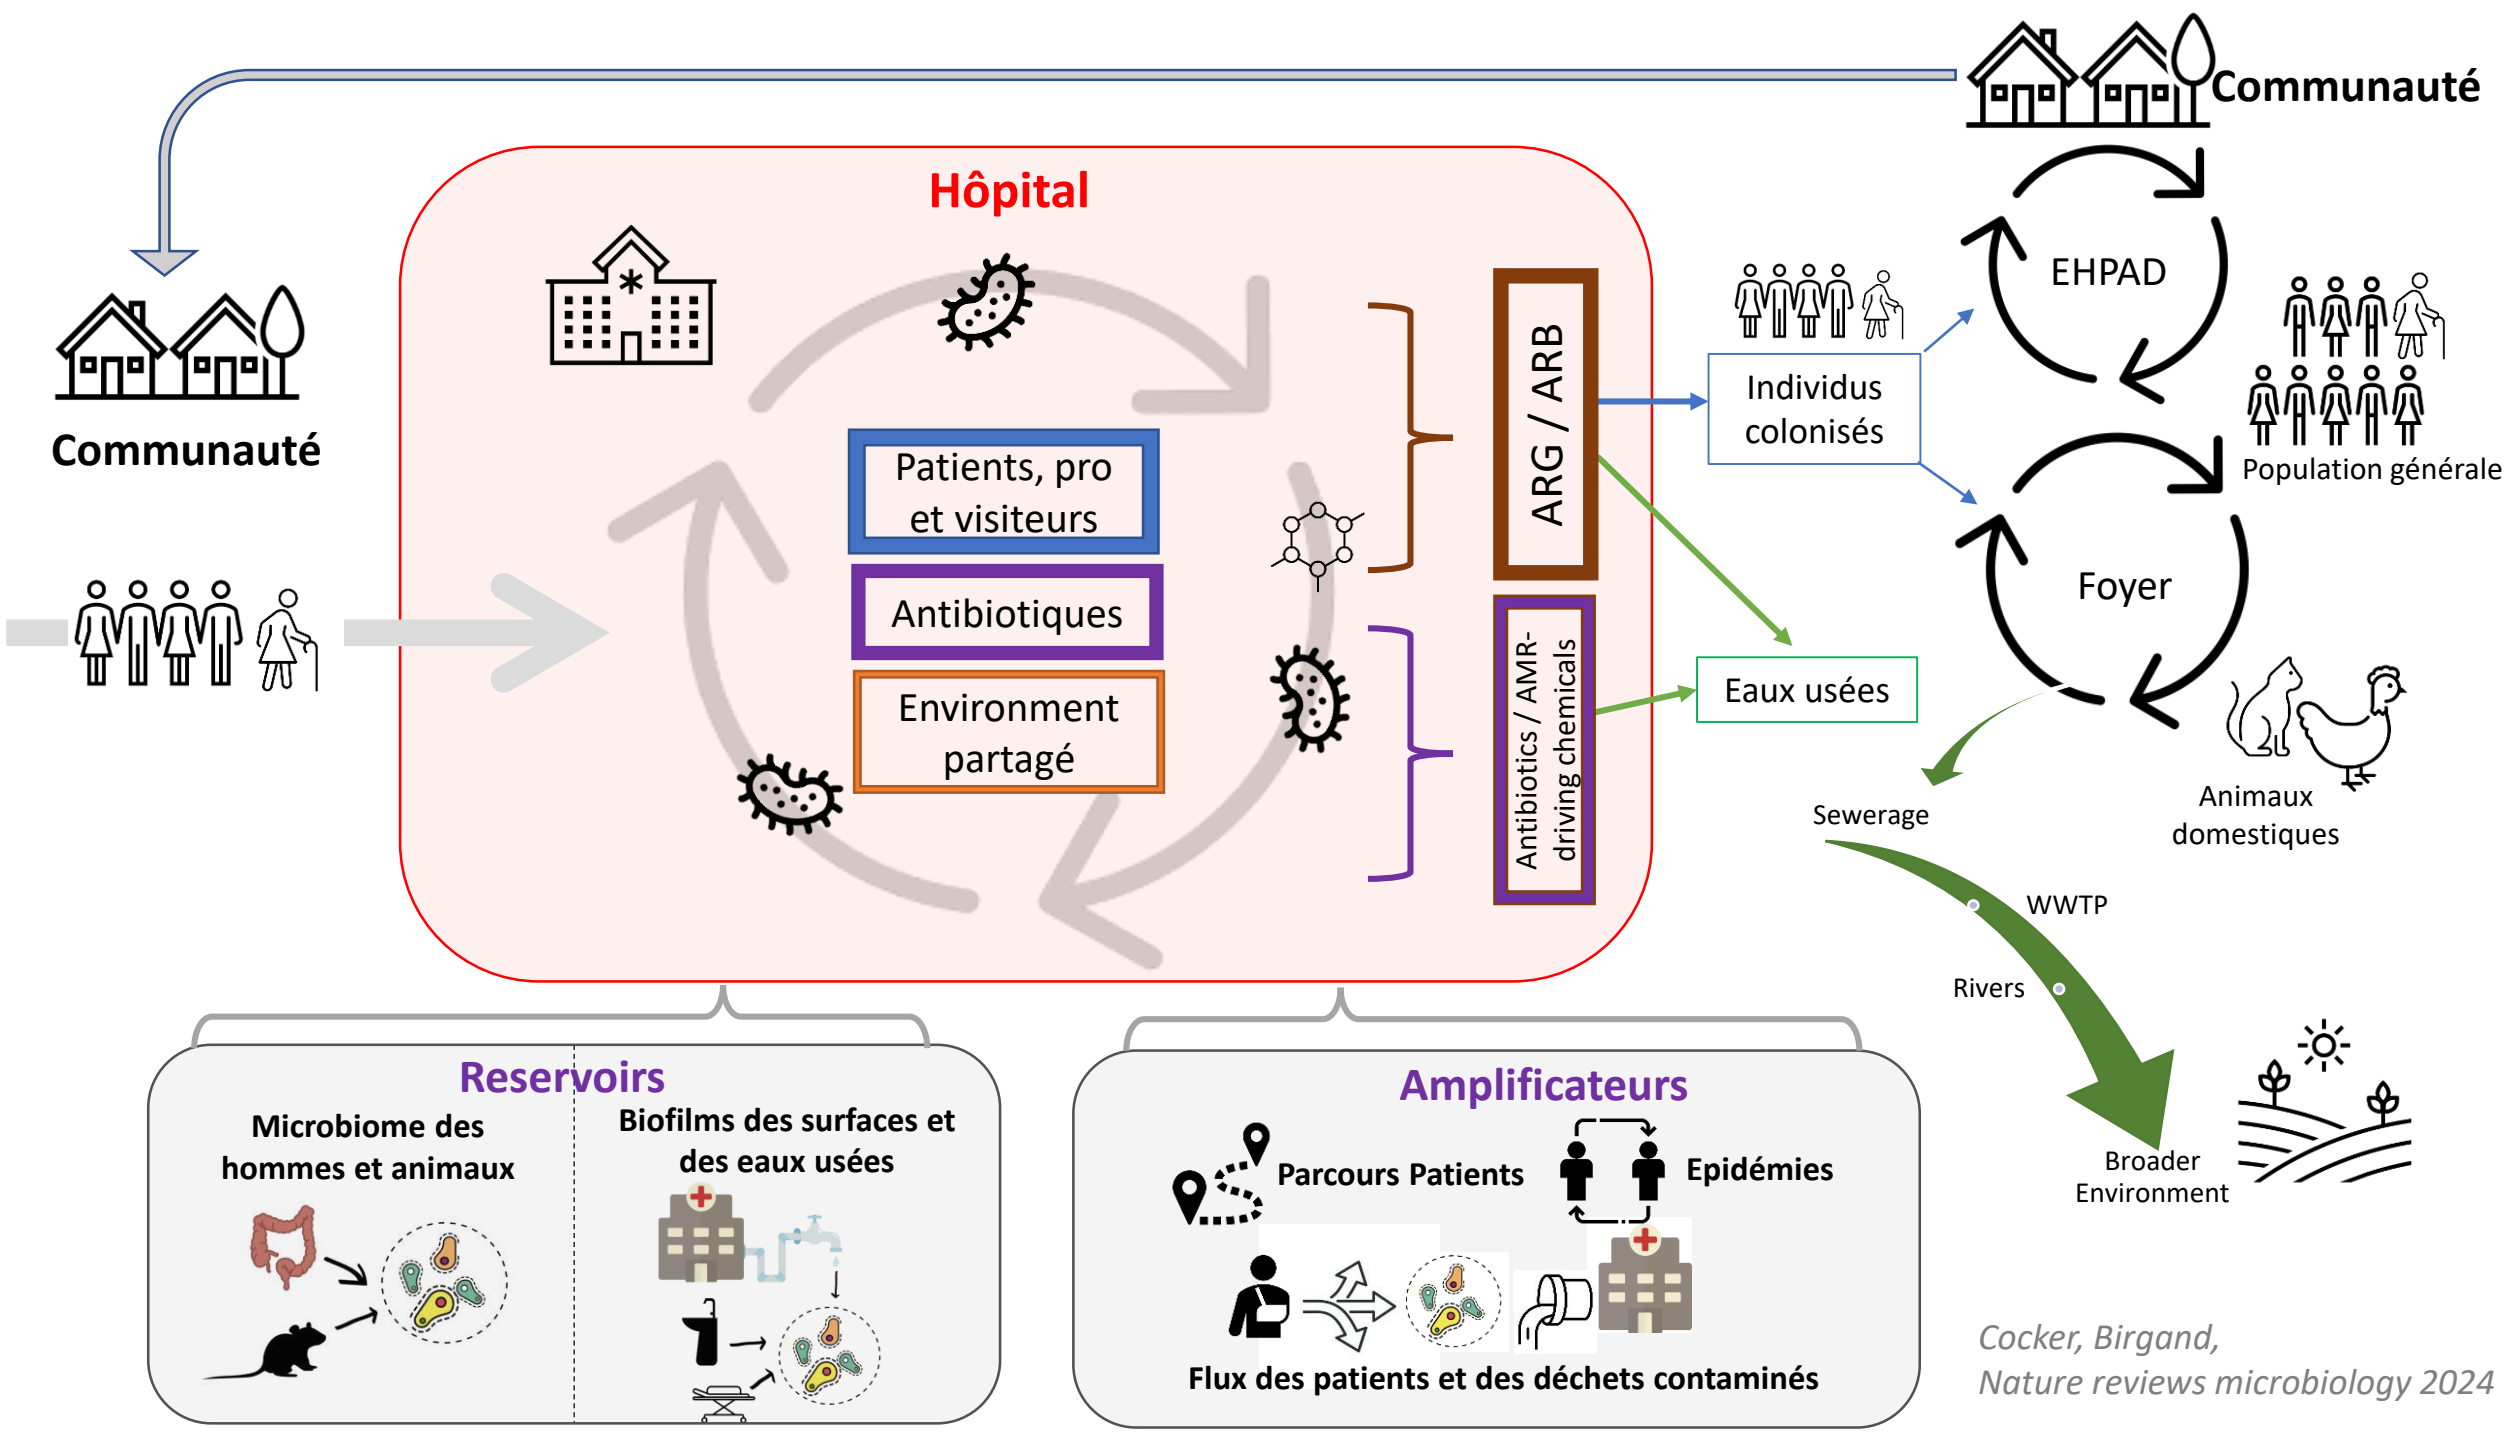 Communauté
Hôpital
Communauté
EHPAD
Population générale
Individus
colonisés
ARG / ARB
Patients, pro
et visiteurs
Antibiotiques
Environment
partagé
Antibiotics / AMR-
driving chemicals
Eaux usées
Foyer
Animaux
domestiques
Sewerage
WWTP
Rivers
Broader
Environment
Reservoirs
Microbiome des
hommes et animaux
Biofilms des surfaces et
des eaux usées
Amplificateurs
Parcours Patients
Epidémies
Flux des patients et des déchets contaminés
Cocker, Birgand,
Nature reviews microbiology 2024